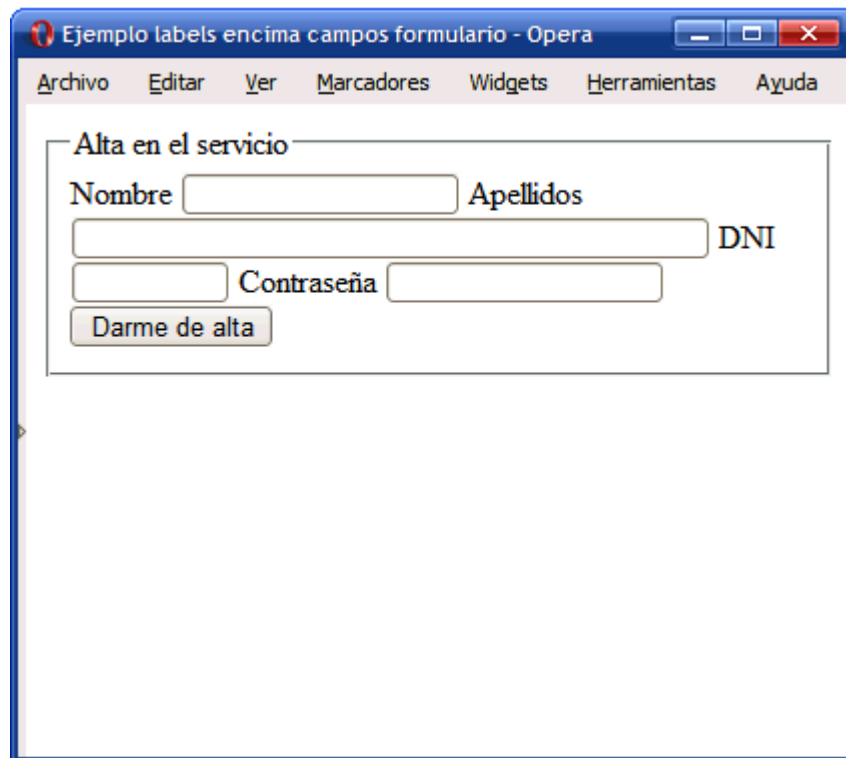 Ejemplo labels encima campos formulario - Opera
Archivo Editar Ver Marcadores Widgets Herramientas Ayuda
Alta en el servicio
Nombre Apellidos
DNI
Contraseña
Darme de alta